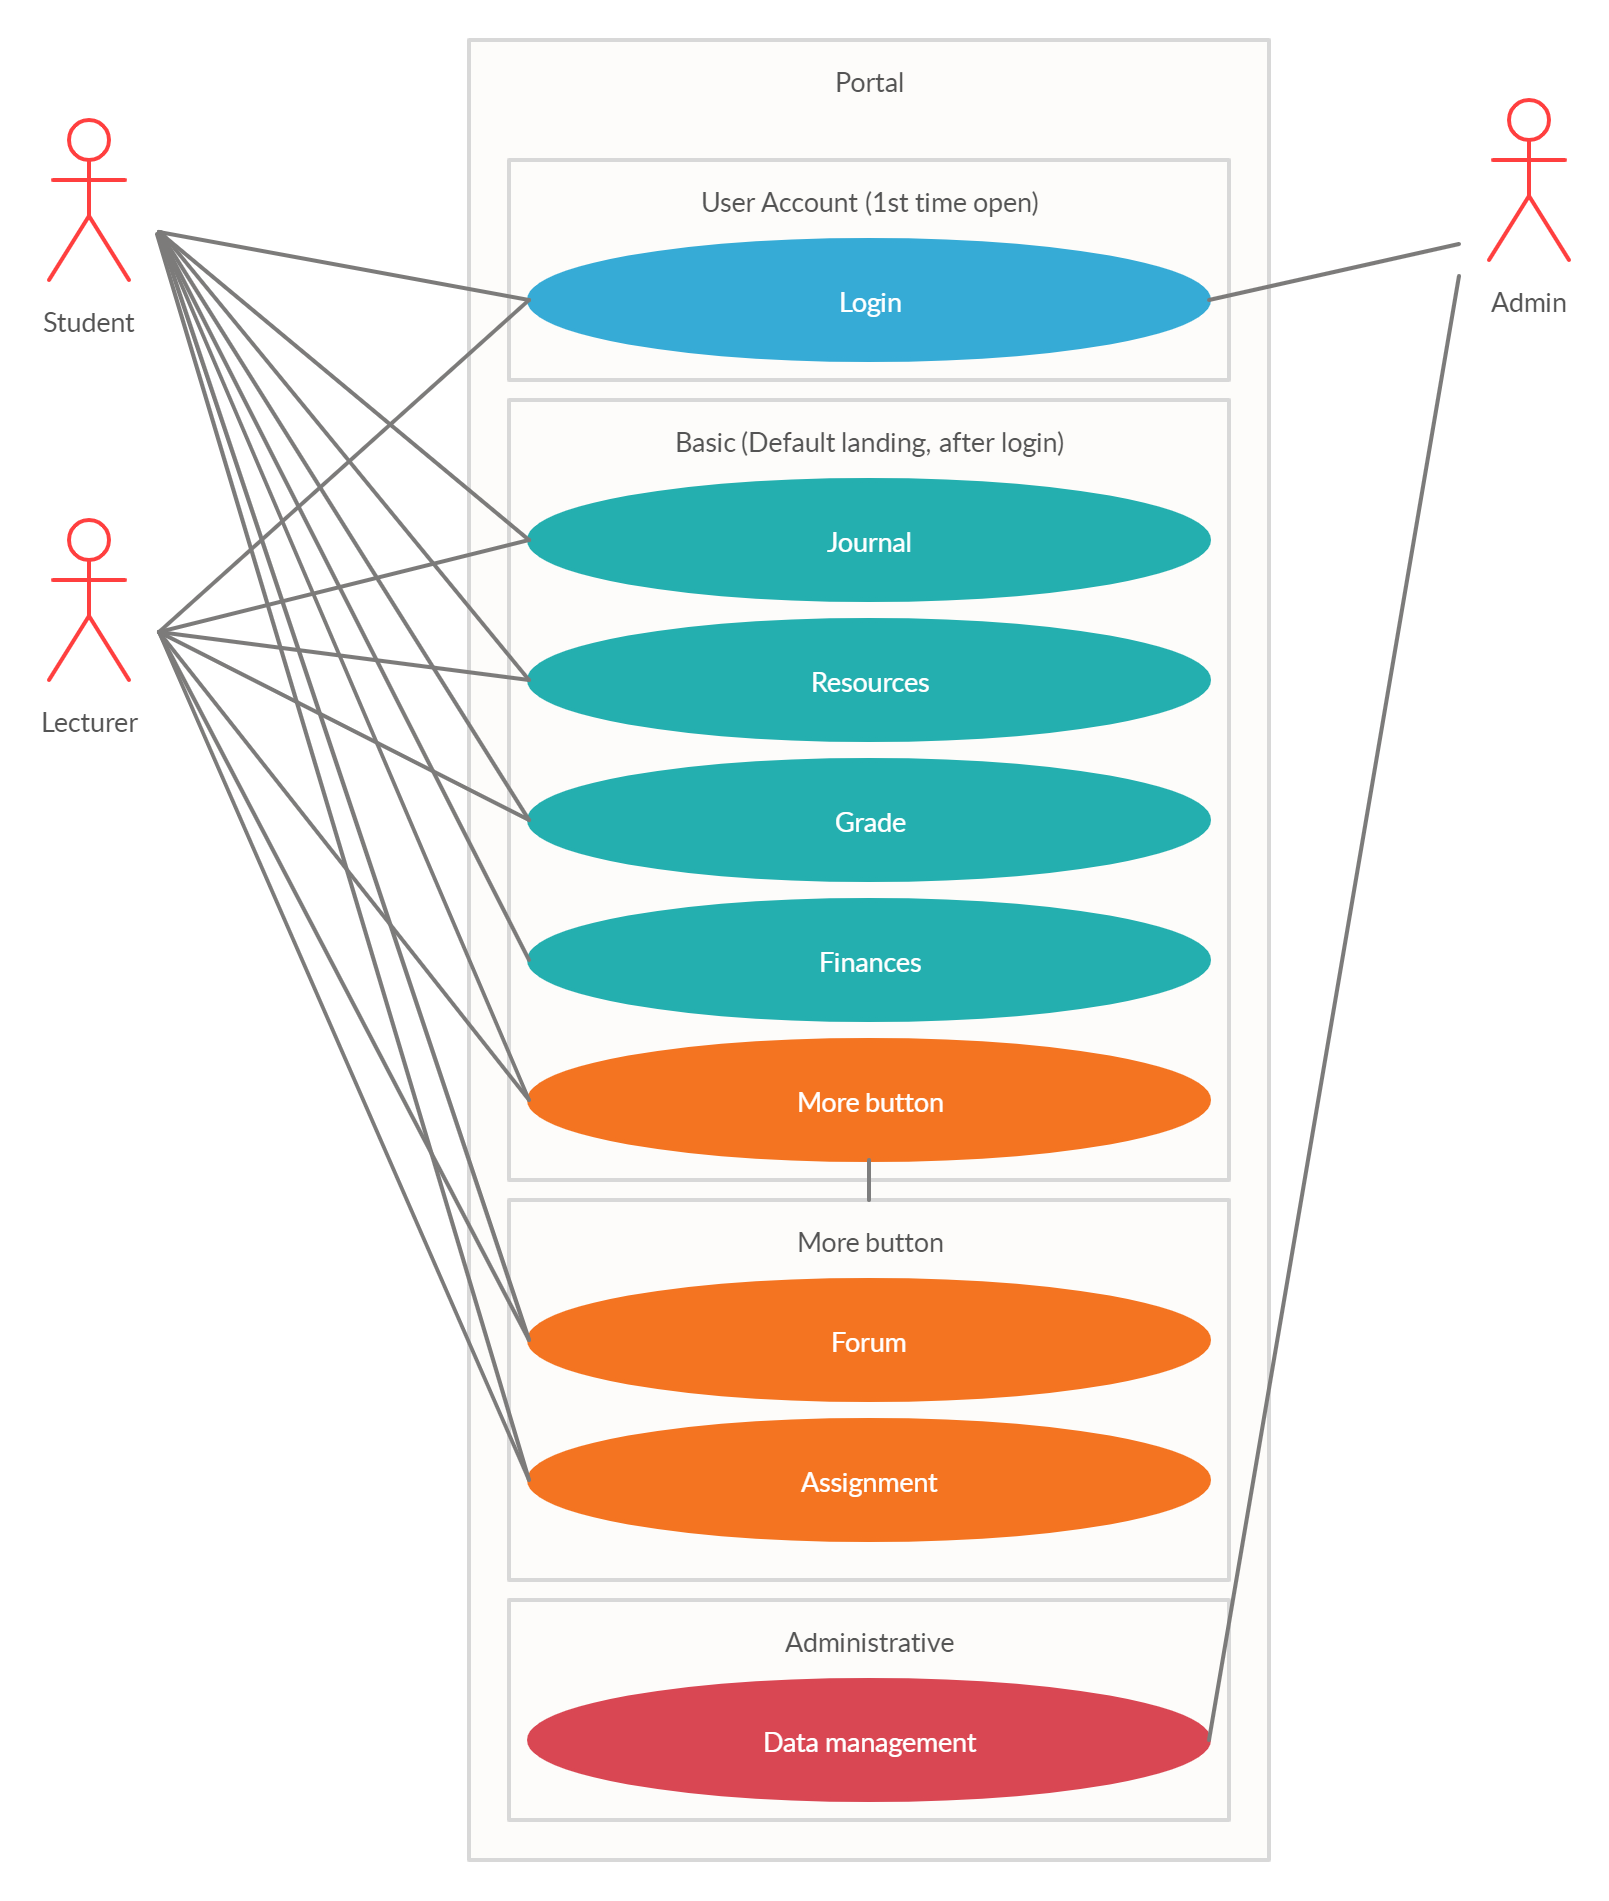 Portal
User Account (1st time open)
Login
Student
Admin
Basic (Default landing, after login)
Journal
Resources
Lecturer
Grade
Finances
More button
More button
Forum
Assignment
Administrative
Data management